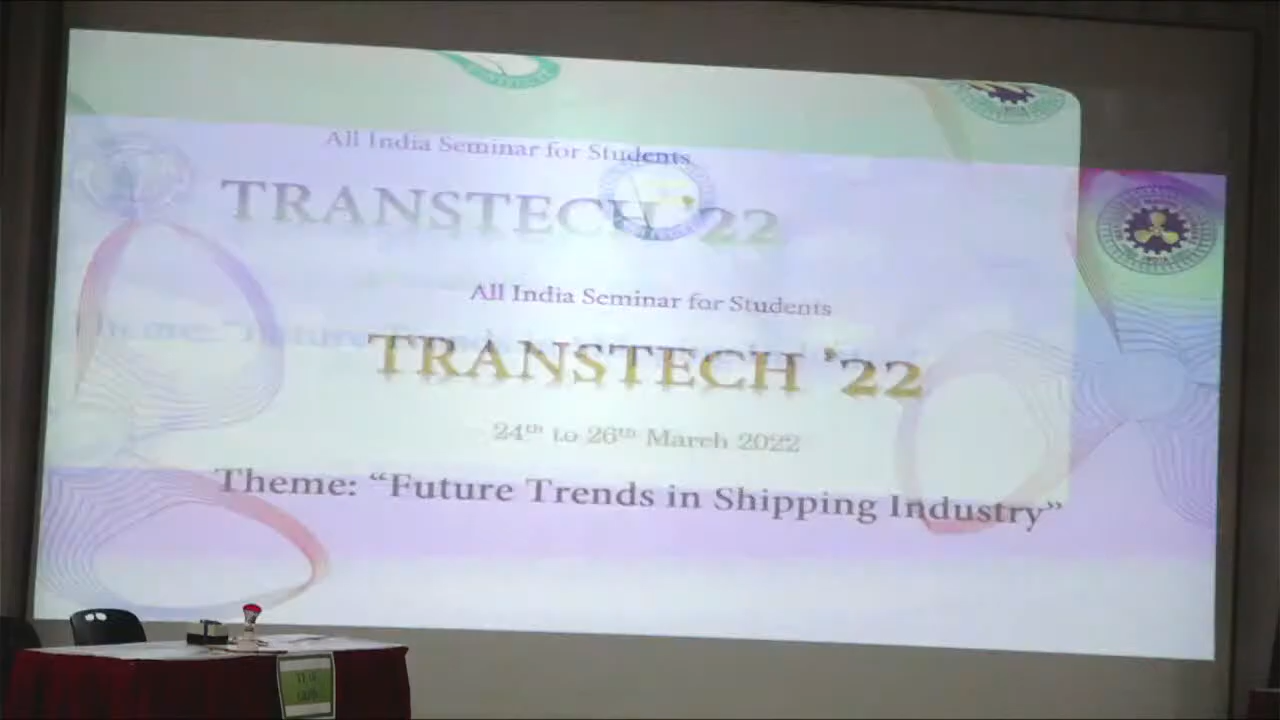 All India Seminar for Students
TRANSTECH '22
All India Seminar for Students
TRANSTECH '22
24th to 26th March 2022
Theme: “Future Trends in Shipping Industry”